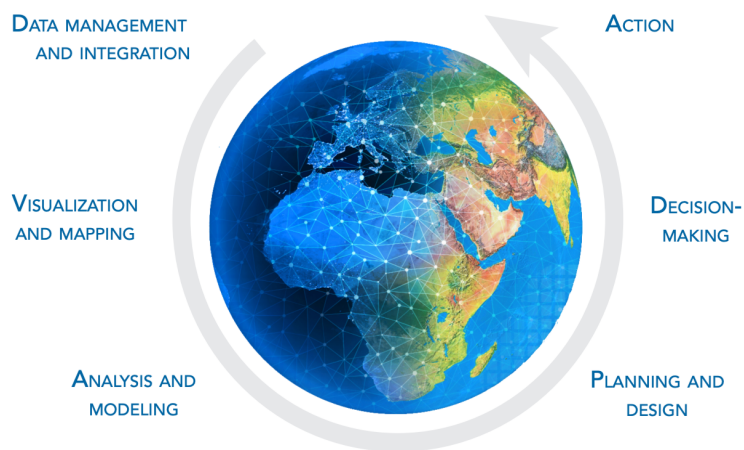 Data management
and integration
Visualization
and mapping
Analysis and
modeling
Planning and
design
Decision-
making
Action